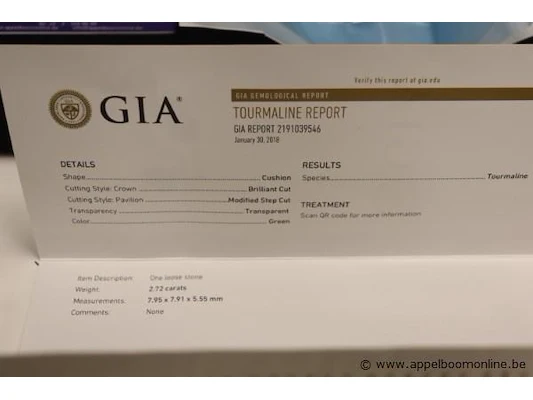 Verify this report at gia.edu
GIA®
GIA GEMOLOGICAL REPORT
TOURMALINE REPORT
GIA REPORT 2191039546
January 30, 2018
DETAILS
Shape Cushion
Cutting Style: Crown Brilliant Cut
Cutting Style: Pavilion Modified Step Cut
Transparency Transparent
Color Green
RESULTS
Species Tourmaline
TREATMENT
Scan QR code for more information
Item Description: One loose stone
Weight: 2.72 carats
Measurements: 7.95 x 7.91 x 5.55 mm
Comments: None
© www.appelboomonline.be